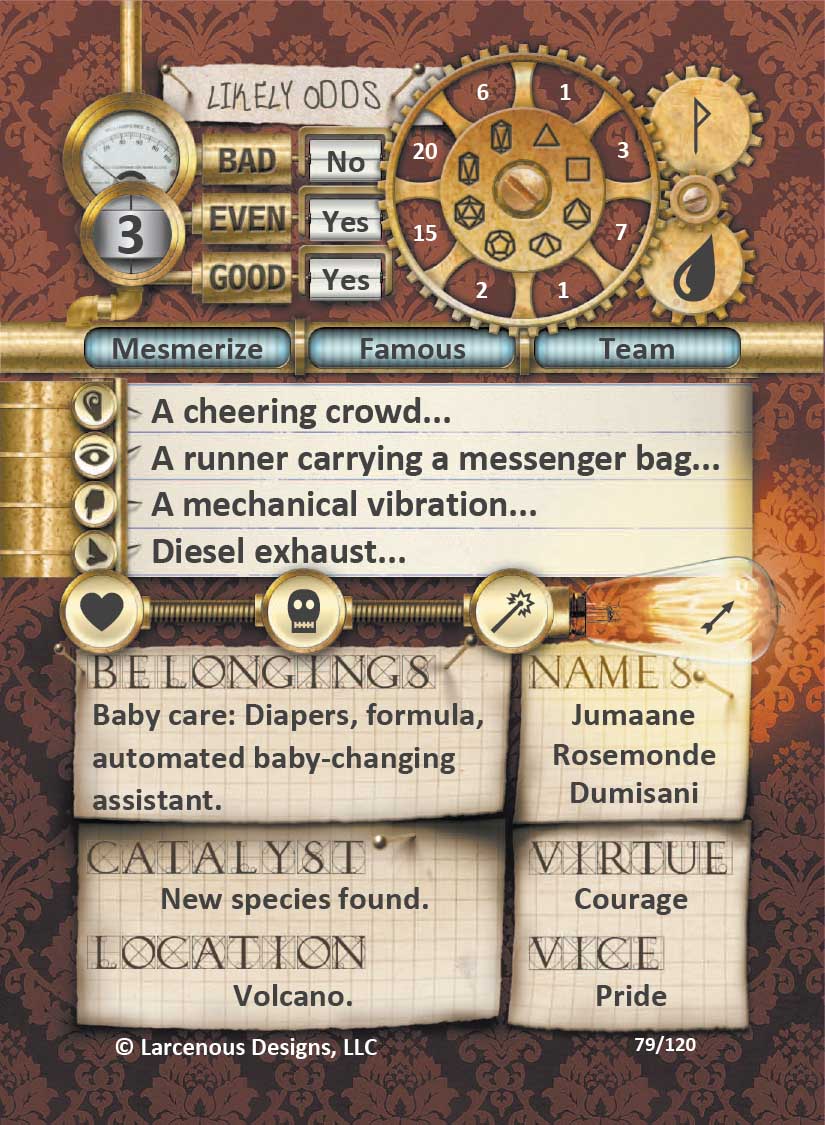 LIKELY ODDS
BAD No
3
EVEN Yes
GOOD Yes
6 1
20 3
15 7
2 1
ᚹ
Mesmerize Famous Team
A cheering crowd...
A runner carrying a messenger bag...
A mechanical vibration...
Diesel exhaust...
BELONGINGS
Baby care: Diapers, formula,
automated baby-changing
assistant.
NAMES
Jumaane
Rosemonde
Dumisani
CATALYST
New species found.
LOCATION
Volcano.
VIRTUE
Courage
VICE
Pride
© Larcenous Designs, LLC
79/120